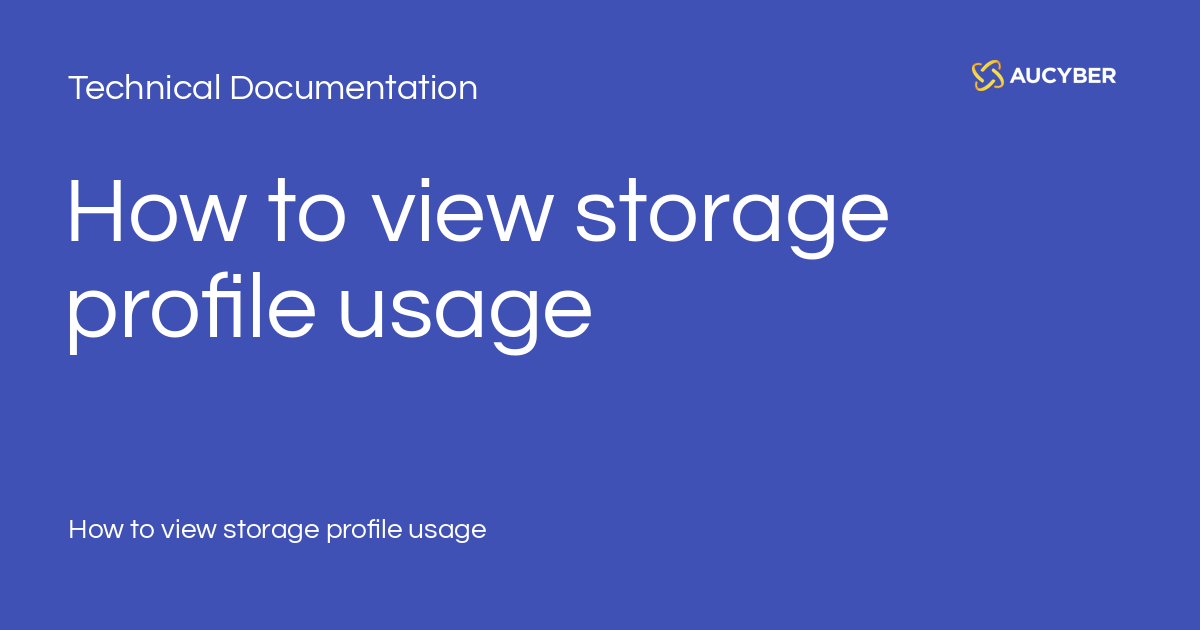 Technical Documentation
AUCYBER
How to view storage
profile usage
How to view storage profile usage